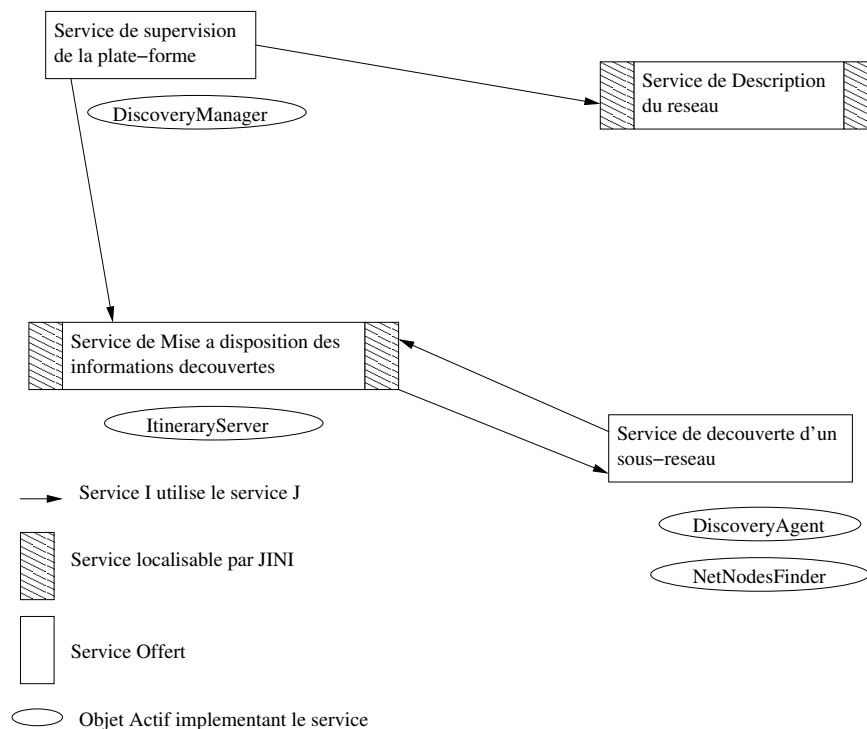 Service de supervision
de la plate−forme
DiscoveryManager
Service de Description
du reseau
Service de Mise a disposition des
informations decouvertes
ItineraryServer
Service de decouverte d'un
sous−reseau
DiscoveryAgent
NetNodesFinder
Service I utilise le service J
Service localisable par JINI
Service Offert
Objet Actif implementant le service